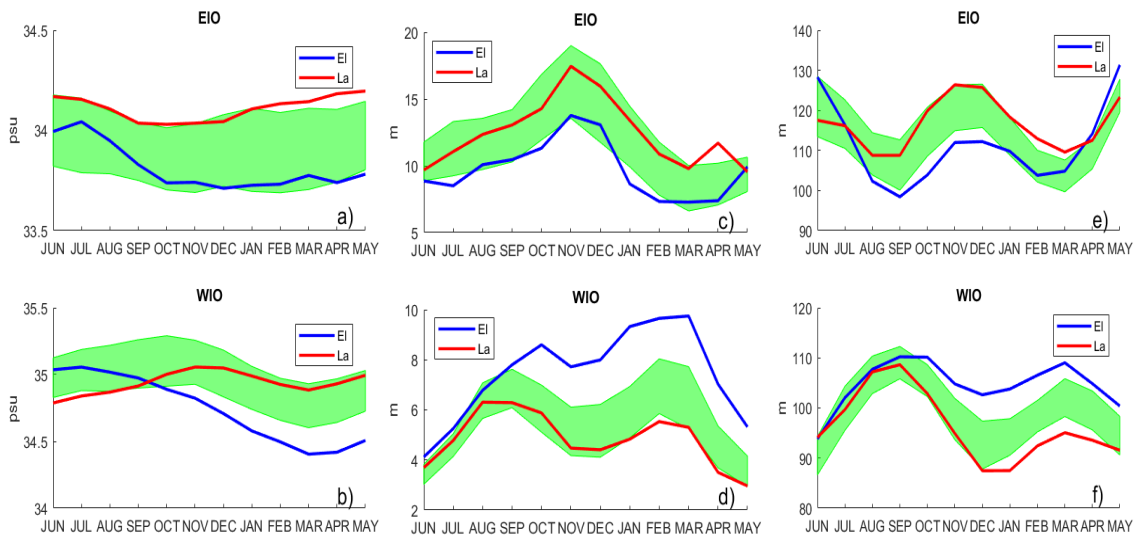 EIO
34.5
34
33.5
psu
El
La
a)
JUN JUL AUG SEP OCT NOV DEC JAN FEB MAR APR MAY
EIO
20
15
10
5
m
El
La
c)
JUN JUL AUG SEP OCT NOV DEC JAN FEB MAR APR MAY
EIO
140
130
120
110
100
90
m
El
La
e)
JUN JUL AUG SEP OCT NOV DEC JAN FEB MAR APR MAY
WIO
35.5
35
34.5
34
psu
El
La
b)
JUN JUL AUG SEP OCT NOV DEC JAN FEB MAR APR MAY
WIO
10
8
6
4
2
m
El
La
d)
JUN JUL AUG SEP OCT NOV DEC JAN FEB MAR APR MAY
WIO
120
110
100
90
80
m
El
La
f)
JUN JUL AUG SEP OCT NOV DEC JAN FEB MAR APR MAY